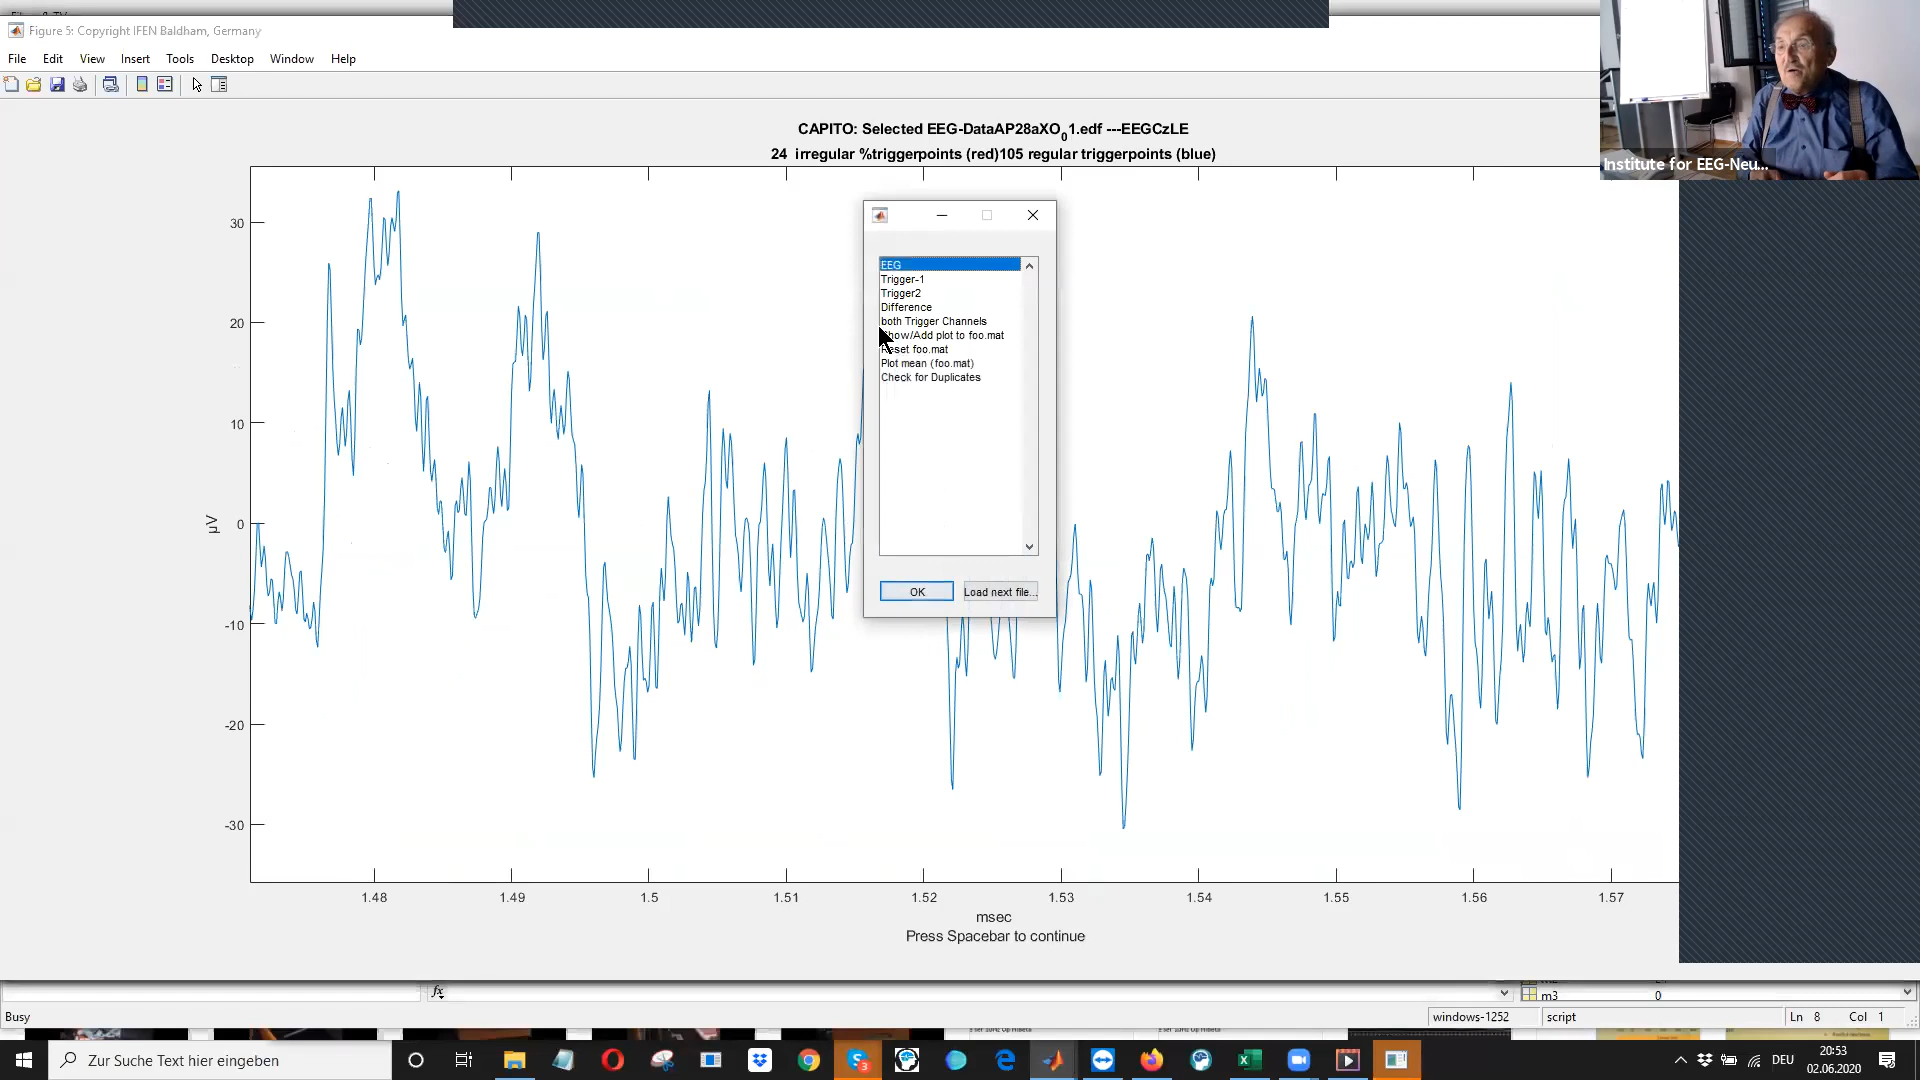 Figure 5: Copyright IFEN Baldham, Germany
File Edit View Insert Tools Desktop Window Help
Institute for EEG-Neu...
CAPITO: Selected EEG-DataAP28aXO01.edf ---EEGCzLE
24 irregular %triggerpoints (red)105 regular triggerpoints (blue)
30
20
10
0
-10
-20
-30
µV
EEG
Trigger-1
Trigger2
Difference
both Trigger Channels
Show/Add plot to foo.mat
Reset foo.mat
Plot mean (foo.mat)
Check for Duplicates
OK Load next file...
1.48 1.49 1.5 1.51 1.52 1.53 1.54 1.55 1.56 1.57
msec
Press Spacebar to continue
fx
m3 0
Busy windows-1252 script Ln 8 Col 1
Zur Suche Text hier eingeben
3
DEU
20:53
02.06.2020